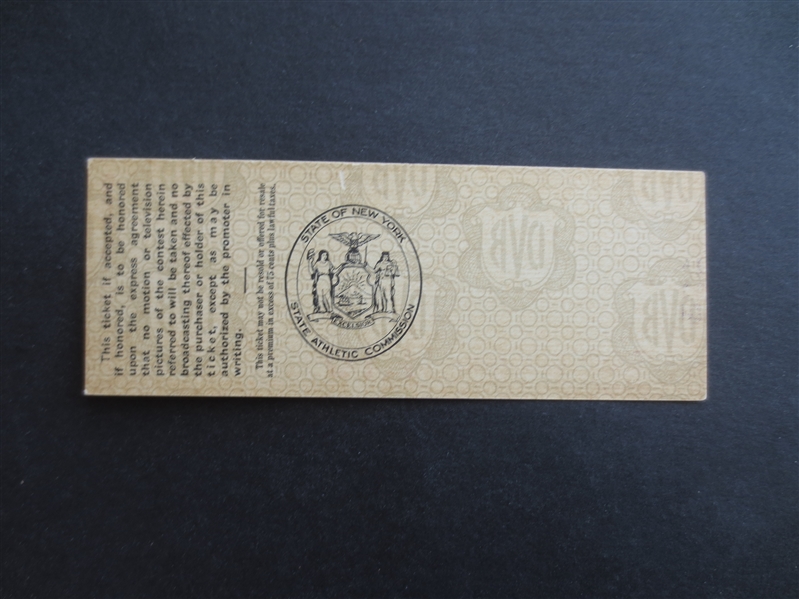 This ticket if accepted, and
if honored, is to be honored
upon the express agreement
that no motion or television
pictures of the contest herein
referred to will be taken and no
broadcasting thereof effected by
the purchaser or holder of this
ticket, except as may be
authorized by the promoter in
writing.
This ticket may not be resold or offered for resale
at a premium in excess of 75 cents plus lawful taxes.
STATE OF NEW YORK
EXCELSIOR
STATE ATHLETIC COMMISSION